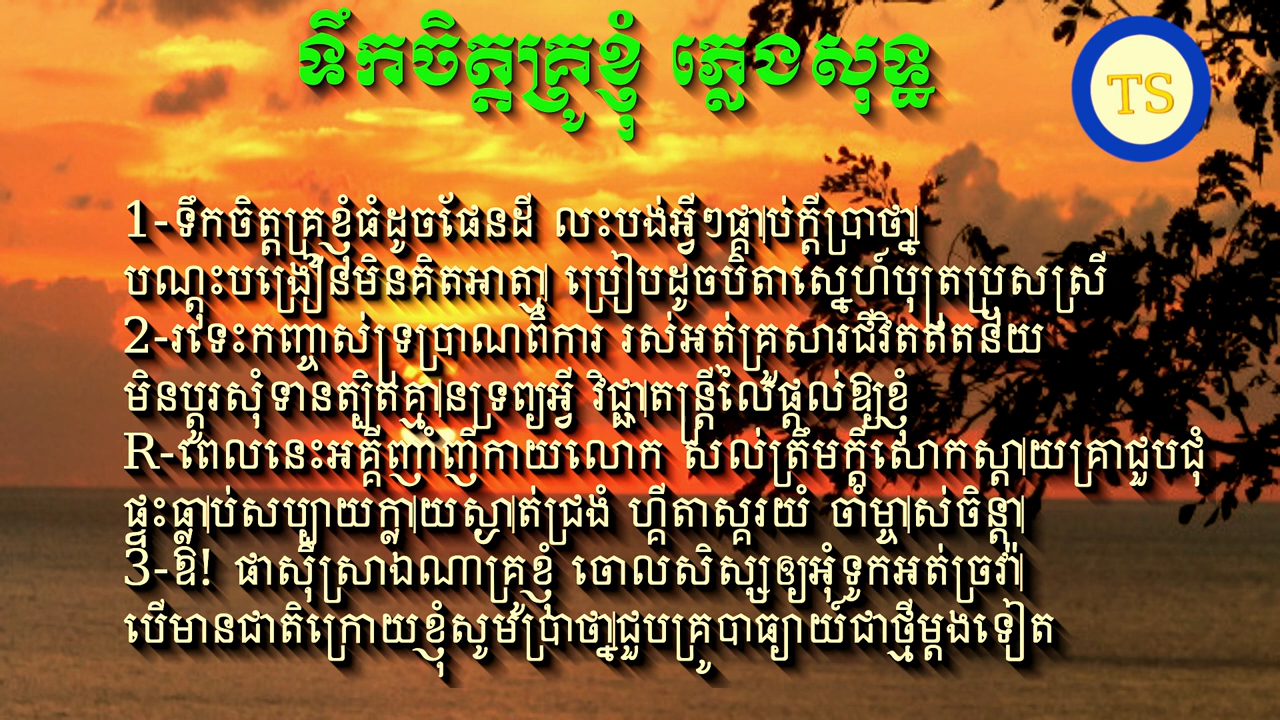 ទឹកចិត្តគ្រូខ្ញុំ ភ្លេងសុទ្ធ
TS
1-ទឹកចិត្តគ្រូខ្ញុំធំដូចផែនដី លះបង់អ្វីៗផ្គាប់ក្តីប្រាថ្នា
បណ្តុះបង្រៀនមិនគិតអាត្មា ប្រៀបដូចបិតាស្នេហ៍បុត្រប្រុសស្រី
2-រទេះកញ្ចាស់ទ្រប្រាណពិការ រស់អត់គ្រួសារជីវិតឥតន័យ
មិនប្តូរសុំទានត្បិតគ្មានទ្រព្យអ្វី វិជ្ជាតន្ត្រីលៃផ្តល់ឱ្យខ្ញុំ
R-ពេលនេះអគ្គីញាំញីកាយលោក សល់ត្រឹមក្តីសោកស្តាយគ្រាជួបជុំ
ផ្ទះធ្លាប់សប្បាយក្លាយស្ងាត់ជ្រងំ ហ្គីតាស្គរយំ ចាំម្ចាស់ចិន្តា
3-ឱ! ផាស៊ីស្រាឯណាគ្រូខ្ញុំ ចោលសិស្សឲ្យអុំទូកអត់ច្រវ៉ា
បើមានជាតិក្រោយខ្ញុំសូមប្រាថ្នាជួបគ្រូបាធ្យាយ៍ជាថ្មីម្តងទៀត